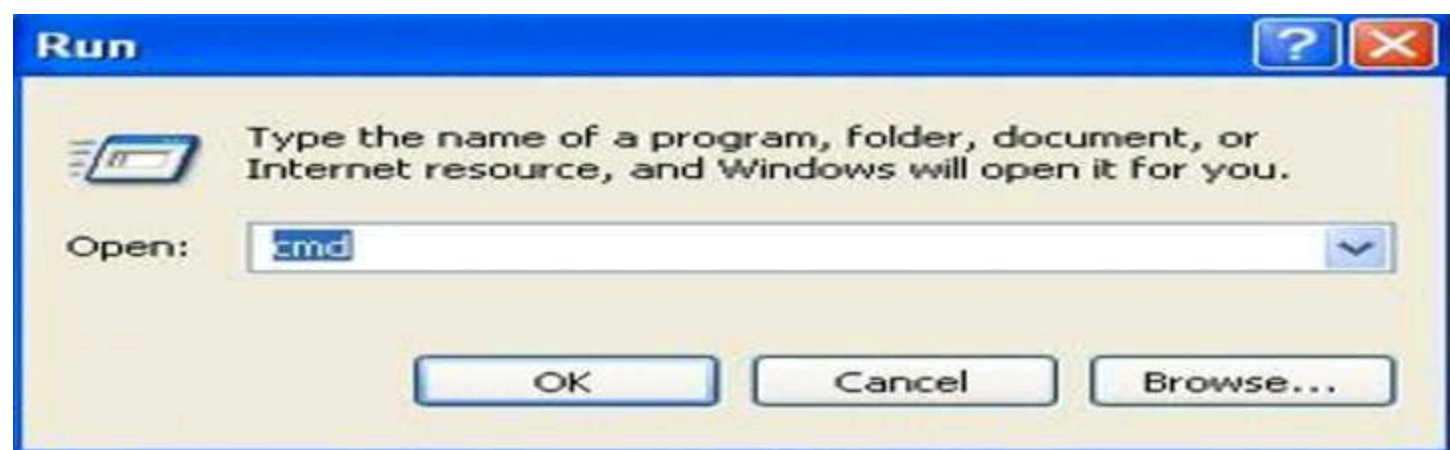 Run
Type the name of a program, folder, document, or
Internet resource, and Windows will open it for you.
Open: cmd
OK Cancel Browse...